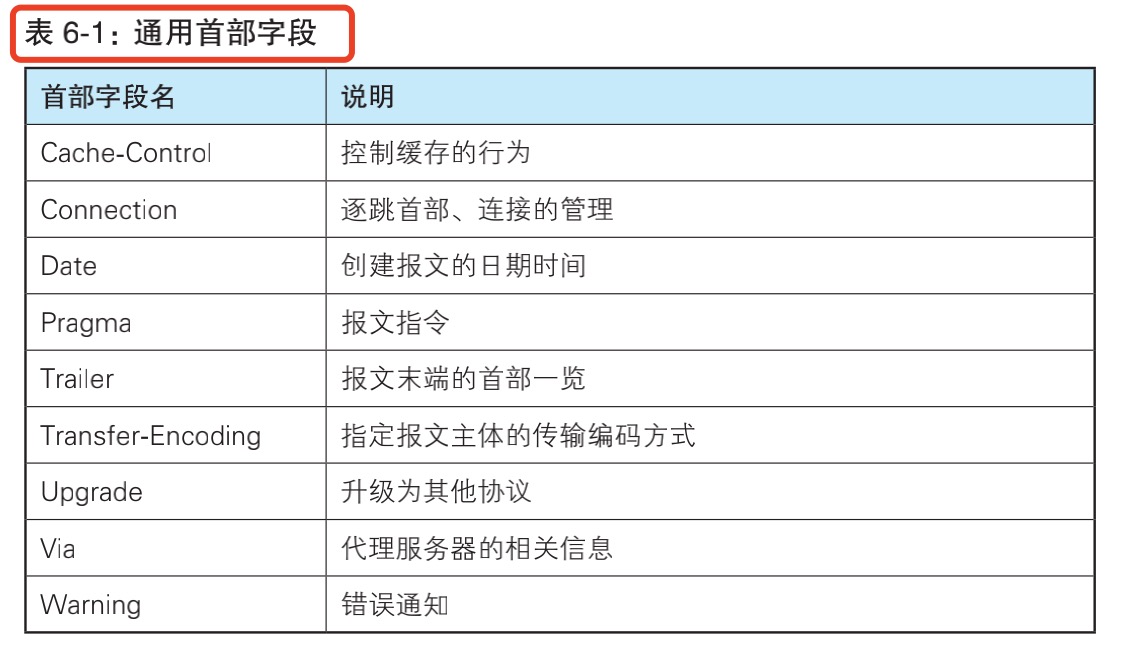 表 6-1：通用首部字段
首部字段名 说明
Cache-Control 控制缓存的行为
Connection 逐跳首部、连接的管理
Date 创建报文的日期时间
Pragma 报文指令
Trailer 报文末端的首部一览
Transfer-Encoding 指定报文主体的传输编码方式
Upgrade 升级为其他协议
Via 代理服务器的相关信息
Warning 错误通知